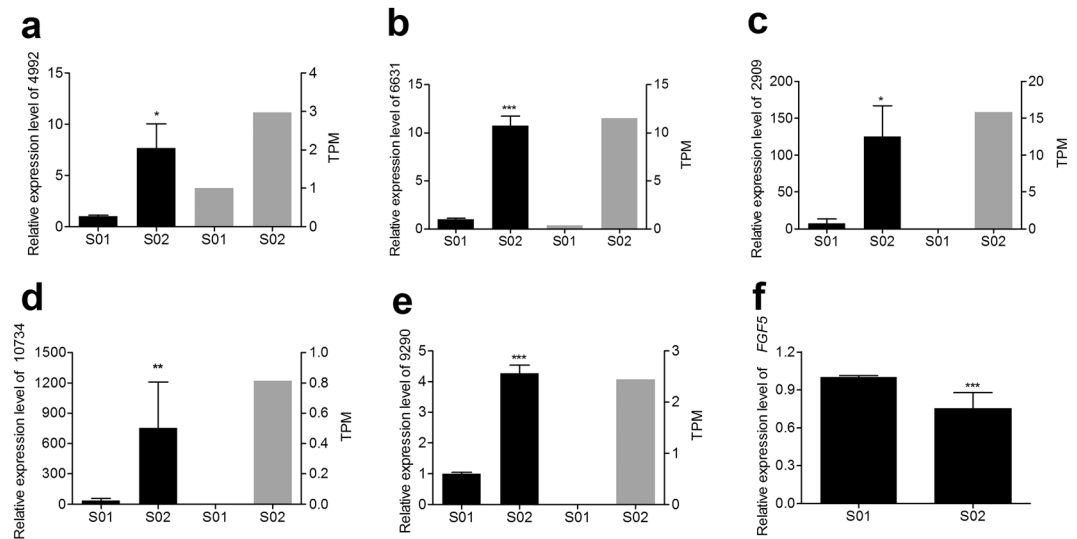 a
Relative expression level of 4992
15
10
5
0
*
4
3
2
1
0
TPM
S01 S02 S01 S02
b
Relative expression level of 6631
15
10
5
0
***
15
10
5
0
TPM
S01 S02 S01 S02
c
Relative expression level of 2909
200
150
100
50
0
*
20
15
10
5
0
TPM
S01 S02 S01 S02
d
Relative expression level of 10734
1500
1200
900
600
300
0
**
1.0
0.8
0.6
0.4
0.2
0.0
TPM
S01 S02 S01 S02
e
Relative expression level of 9290
5
4
3
2
1
0
***
3
2
1
0
TPM
S01 S02 S01 S02
f
Relative expression level of FGF5
1.2
0.9
0.6
0.3
0.0
***
S01 S02